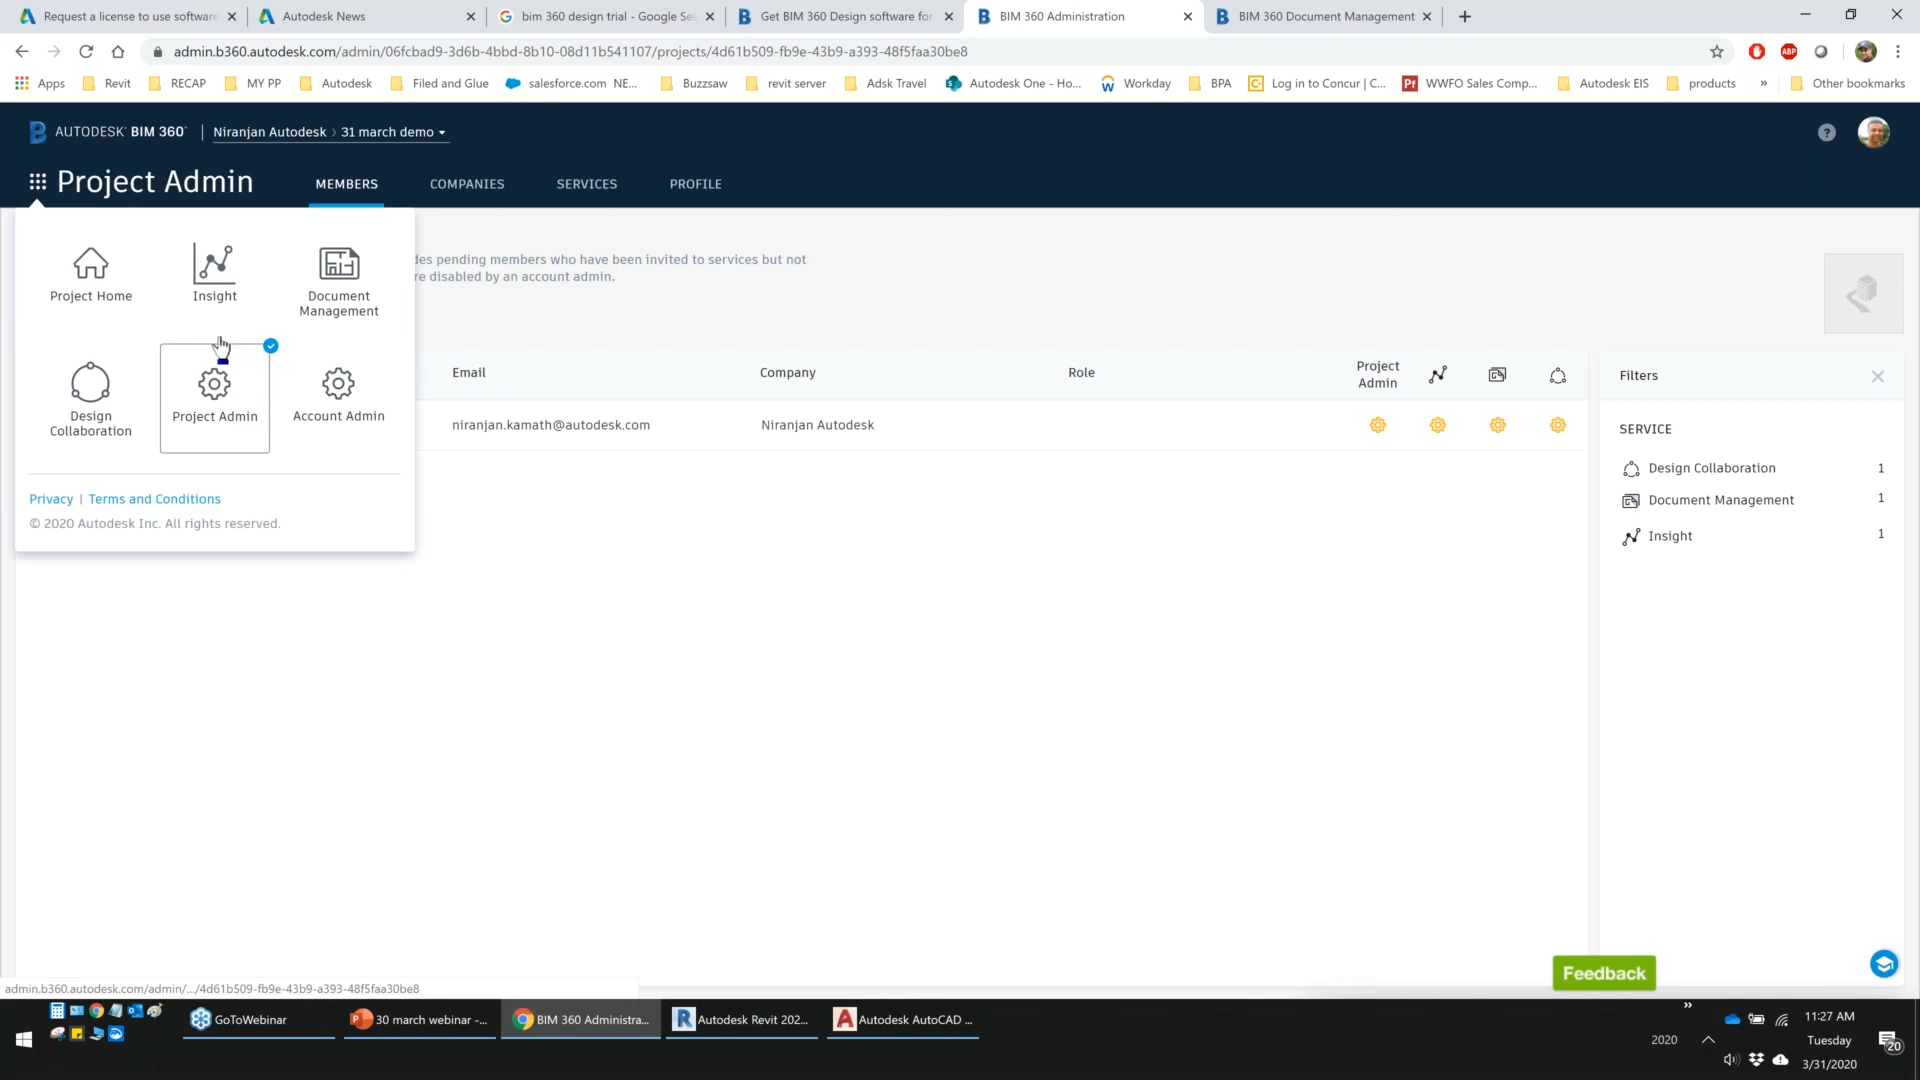 Request a license to use software
Autodesk News
bim 360 design trial - Google Se
Get BIM 360 Design software for
BIM 360 Administration
BIM 360 Document Management
admin.b360.autodesk.com/admin/06fcbad9-3d6b-4bbd-8b10-08d11b541107/projects/4d61b509-fb9e-43b9-a393-48f5faa30be8
ABP
Apps
Revit
RECAP
MY PP
Autodesk
Filed and Glue
salesforce.com NE...
Buzzsaw
revit server
Adsk Travel
Autodesk One - Ho...
Workday
BPA
Log in to Concur | C...
WWFO Sales Comp...
Autodesk EIS
products
»
Other bookmarks
AUTODESK® BIM 360™
Niranjan Autodesk > 31 march demo
?
Project Admin
MEMBERS
COMPANIES
SERVICES
PROFILE
des pending members who have been invited to services but not
re disabled by an account admin.
Project Home
Insight
Document
Management
Design
Collaboration
Project Admin
Account Admin
Privacy | Terms and Conditions
© 2020 Autodesk Inc. All rights reserved.
Email
Company
Role
Project
Admin
niranjan.kamath@autodesk.com
Niranjan Autodesk
Filters
SERVICE
Design Collaboration 1
Document Management 1
Insight 1
Feedback
admin.b360.autodesk.com/admin/.../4d61b509-fb9e-43b9-a393-48f5faa30be8
GoToWebinar
30 march webinar -...
BIM 360 Administra...
Autodesk Revit 202...
Autodesk AutoCAD ...
»
2020
11:27 AM
Tuesday
3/31/2020
20